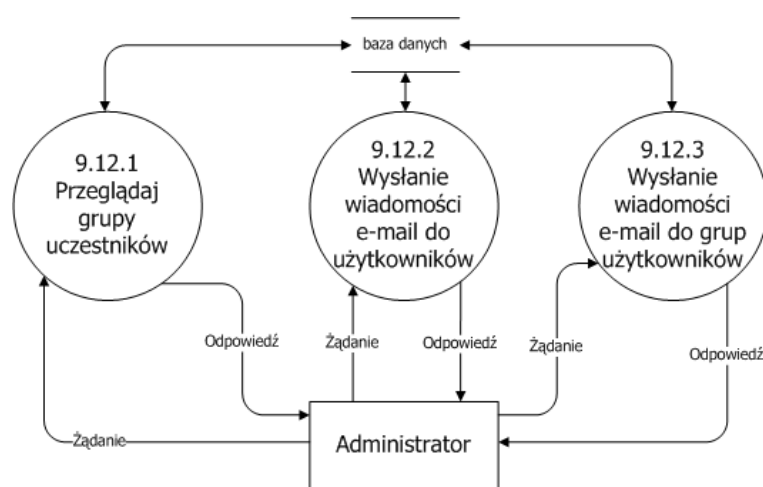 baza danych
9.12.1
Przeglądaj
grupy
uczestników
9.12.2
Wysłanie
wiadomości
e-mail do
użytkowników
9.12.3
Wysłanie
wiadomości
e-mail do grup
użytkowników
Odpowiedź
Żądanie
Odpowiedź
Żądanie
Odpowiedź
Żądanie
Administrator